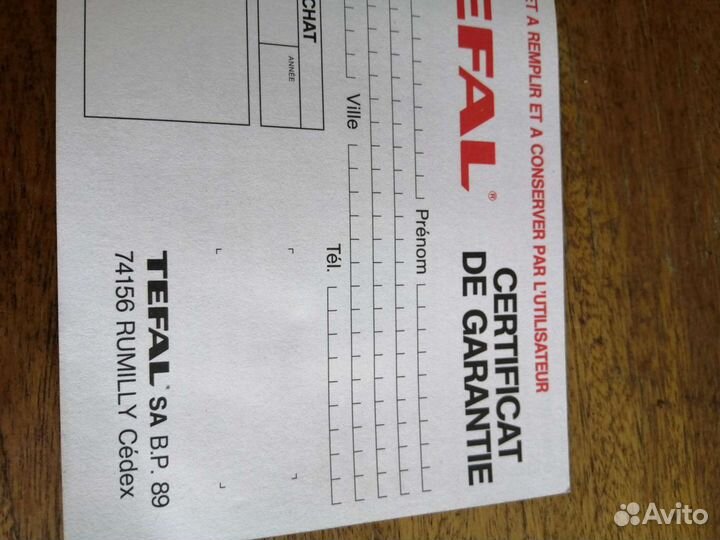 ET A REMPLIR ET A CONSERVER PAR L'UTILISATEUR
EFAL®
CERTIFICAT
DE GARANTIE
Prénom
Ville
Tél.
CHAT
ANNÉE
TEFAL® SA B.P. 89
74156 RUMILLY Cédex
Avito